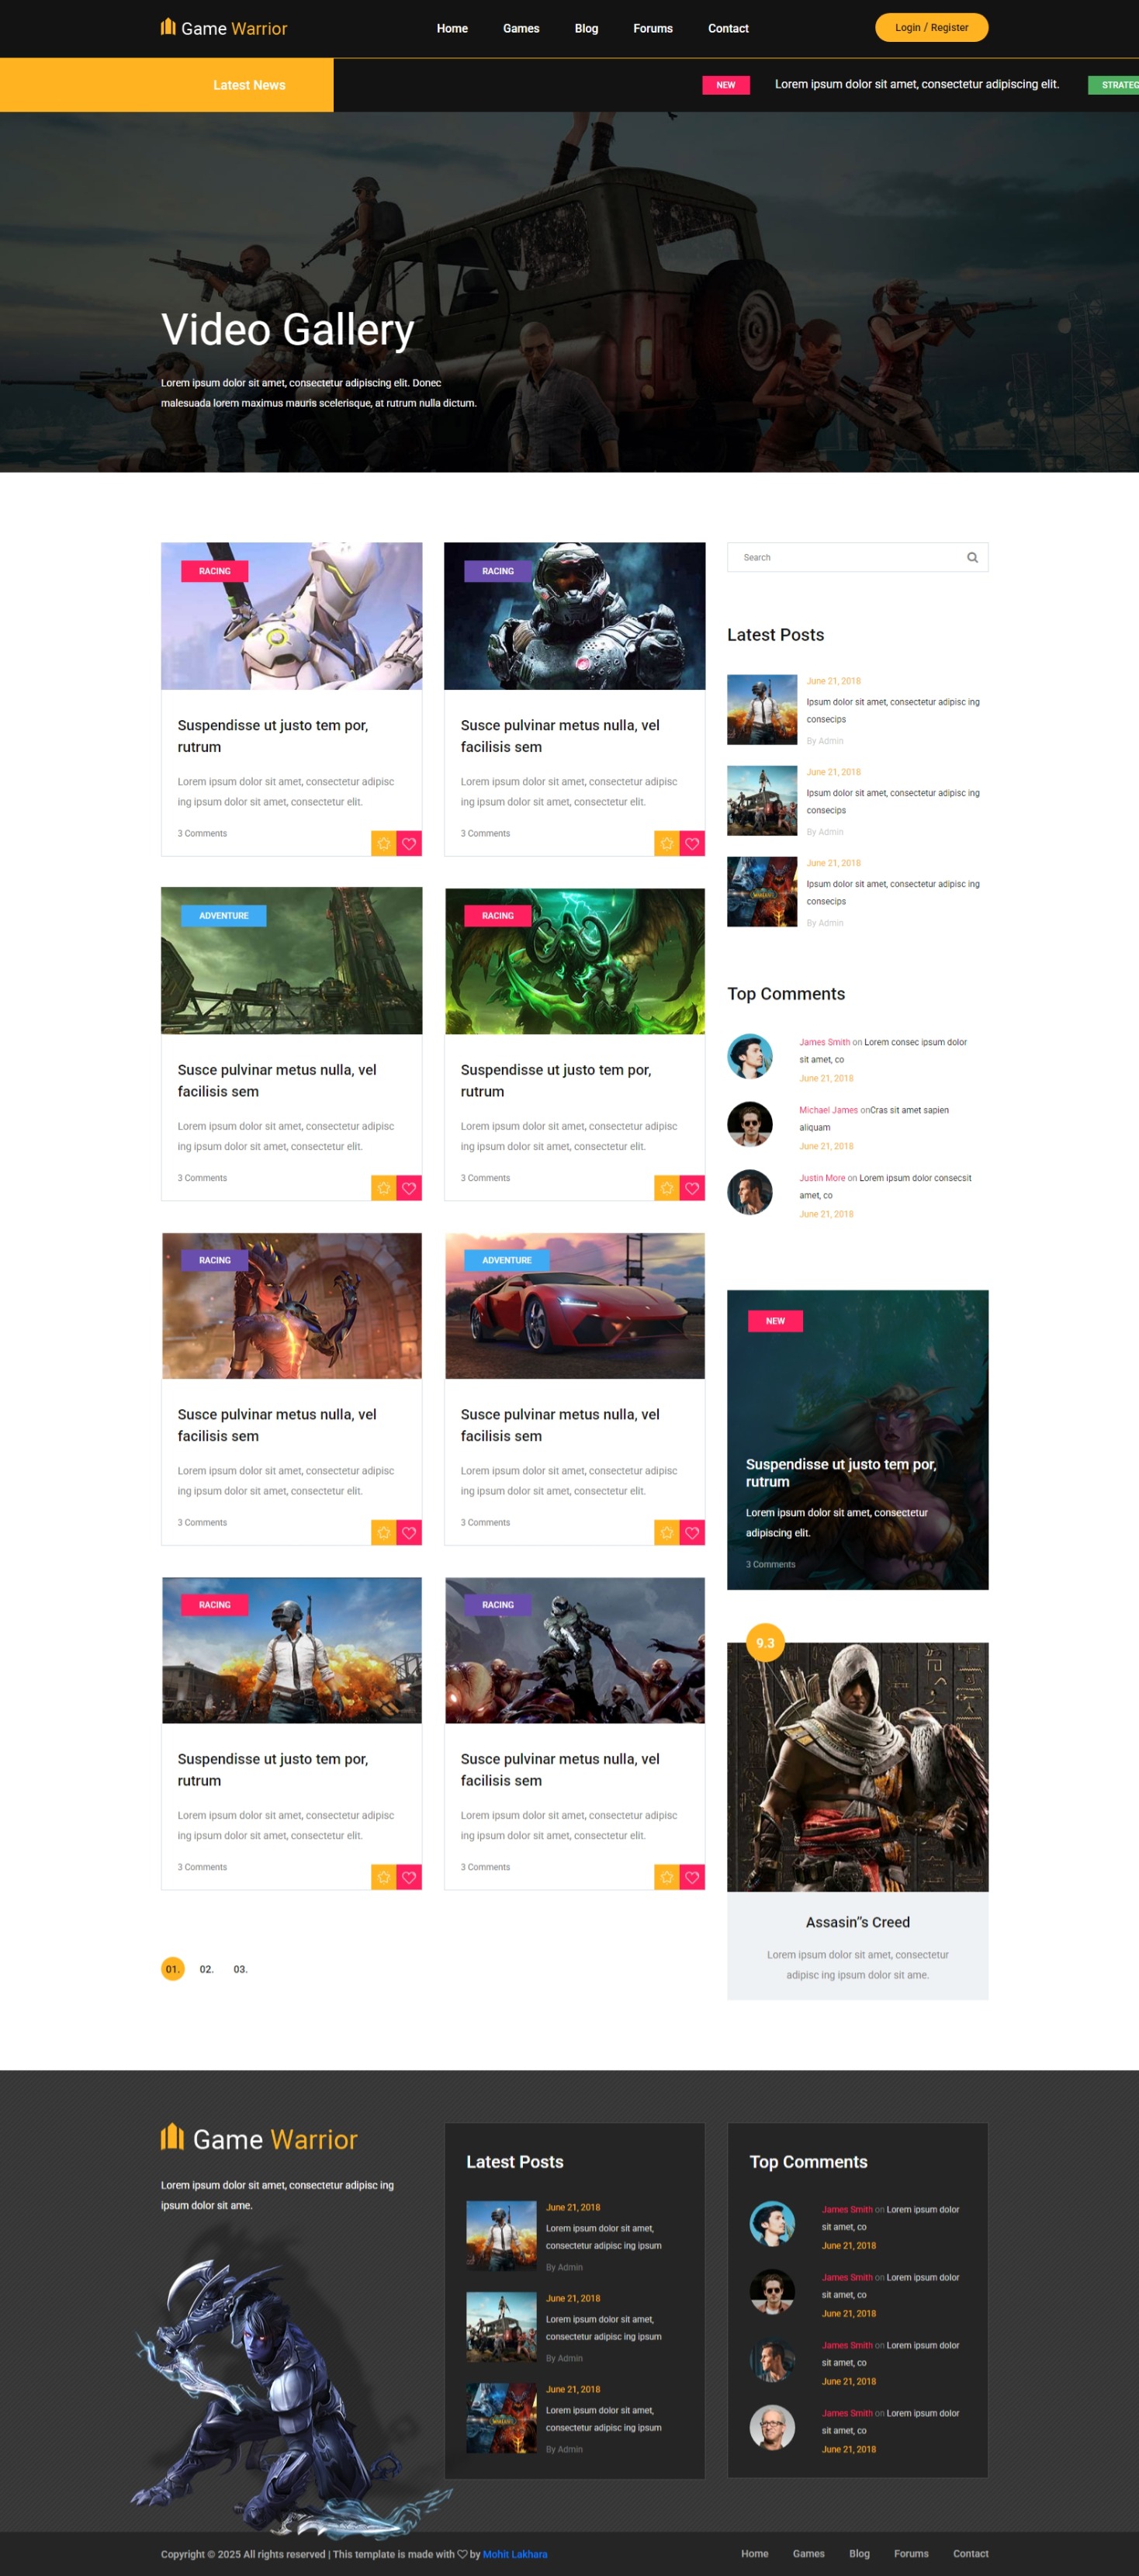 Game Warrior
Home Games Blog Forums Contact
Login / Register
Latest News
NEW
Lorem ipsum dolor sit amet, consectetur adipiscing elit.
STRATEG
Video Gallery
Lorem ipsum dolor sit amet, consectetur adipiscing elit. Donec
malesuada lorem maximus mauris scelerisque, at rutrum nulla dictum.
RACING
Suspendisse ut justo tem por,
rutrum
Lorem ipsum dolor sit amet, consectetur adipisc
ing ipsum dolor sit amet, consectetur elit.
3 Comments
RACING
Susce pulvinar metus nulla, vel
facilisis sem
Lorem ipsum dolor sit amet, consectetur adipisc
ing ipsum dolor sit amet, consectetur elit.
3 Comments
ADVENTURE
Susce pulvinar metus nulla, vel
facilisis sem
Lorem ipsum dolor sit amet, consectetur adipisc
ing ipsum dolor sit amet, consectetur elit.
3 Comments
RACING
Suspendisse ut justo tem por,
rutrum
Lorem ipsum dolor sit amet, consectetur adipisc
ing ipsum dolor sit amet, consectetur elit.
3 Comments
RACING
Susce pulvinar metus nulla, vel
facilisis sem
Lorem ipsum dolor sit amet, consectetur adipisc
ing ipsum dolor sit amet, consectetur elit.
3 Comments
ADVENTURE
Susce pulvinar metus nulla, vel
facilisis sem
Lorem ipsum dolor sit amet, consectetur adipisc
ing ipsum dolor sit amet, consectetur elit.
3 Comments
RACING
Suspendisse ut justo tem por,
rutrum
Lorem ipsum dolor sit amet, consectetur adipisc
ing ipsum dolor sit amet, consectetur elit.
3 Comments
RACING
Susce pulvinar metus nulla, vel
facilisis sem
Lorem ipsum dolor sit amet, consectetur adipisc
ing ipsum dolor sit amet, consectetur elit.
3 Comments
01. 02. 03.
Search
Latest Posts
June 21, 2018
Ipsum dolor sit amet, consectetur adipisc ing
consecips
By Admin
June 21, 2018
Ipsum dolor sit amet, consectetur adipisc ing
consecips
By Admin
June 21, 2018
Ipsum dolor sit amet, consectetur adipisc ing
consecips
By Admin
Top Comments
James Smith on Lorem consec ipsum dolor
sit amet, co
June 21, 2018
Michael James onCras sit amet sapien
aliquam
June 21, 2018
Justin More on Lorem ipsum dolor consecsit
amet, co
June 21, 2018
NEW
Suspendisse ut justo tem por,
rutrum
Lorem ipsum dolor sit amet, consectetur
adipiscing elit.
3 Comments
9.3
Assasin"s Creed
Lorem ipsum dolor sit amet, consectetur
adipisc ing ipsum dolor sit ame.
Game Warrior
Lorem ipsum dolor sit amet, consectetur adipisc ing
ipsum dolor sit ame.
Latest Posts
June 21, 2018
Lorem ipsum dolor sit amet,
consectetur adipisc ing ipsum
By Admin
June 21, 2018
Lorem ipsum dolor sit amet,
consectetur adipisc ing ipsum
By Admin
June 21, 2018
Lorem ipsum dolor sit amet,
consectetur adipisc ing ipsum
By Admin
Top Comments
James Smith on Lorem ipsum dolor
sit amet, co
June 21, 2018
James Smith on Lorem ipsum dolor
sit amet, co
June 21, 2018
James Smith on Lorem ipsum dolor
sit amet, co
June 21, 2018
James Smith on Lorem ipsum dolor
sit amet, co
June 21, 2018
Copyright © 2025 All rights reserved | This template is made with ♡ by Mohit Lakhara
Home Games Blog Forums Contact